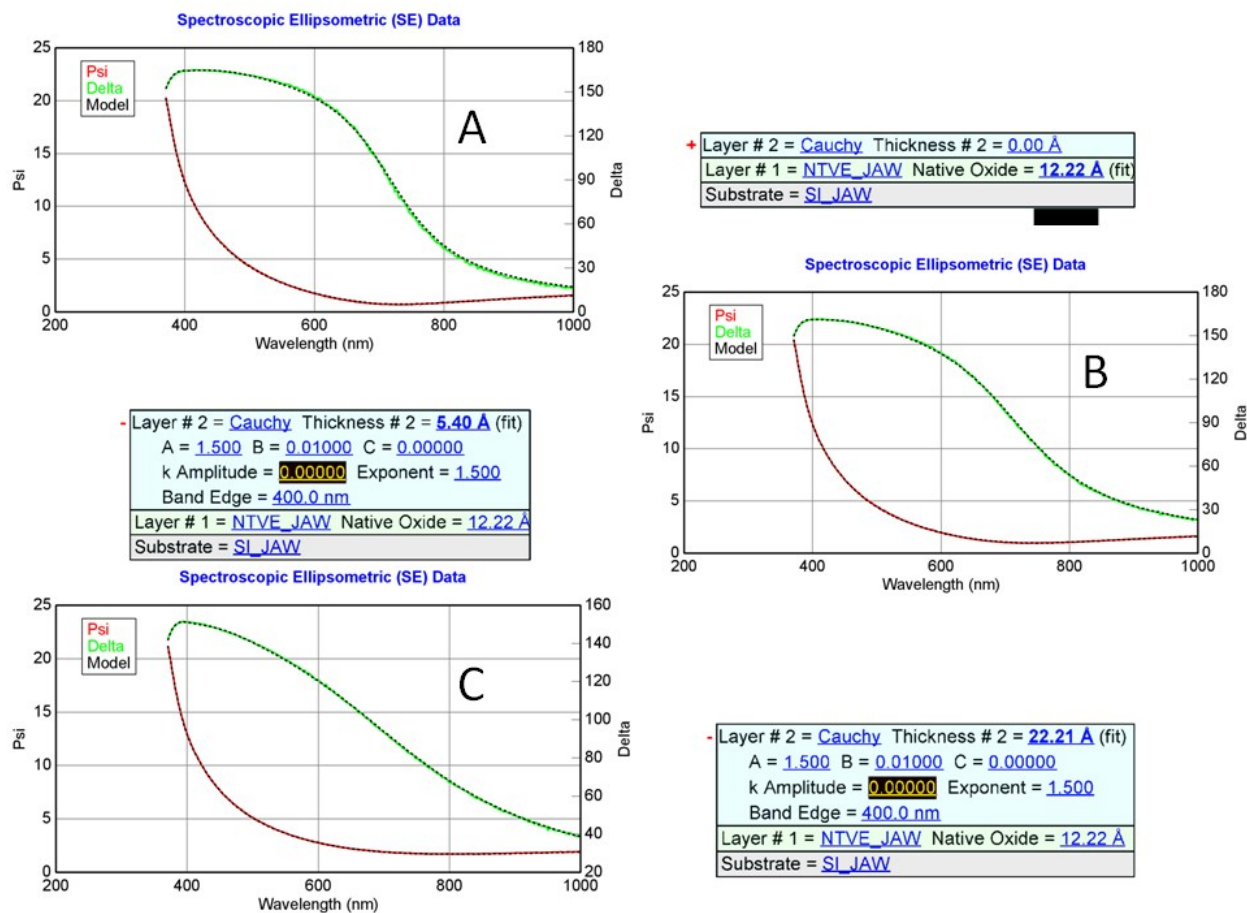 Spectroscopic Ellipsometric (SE) Data
25
20
15
10
5
0
Psi
Psi
Delta
Model
A
180
150
120
90
60
30
0
Delta
200 400 600 800 1000
Wavelength (nm)
+ Layer # 2 = Cauchy Thickness # 2 = 0.00 Å
Layer # 1 = NTVE_JAW Native Oxide = 12.22 Å (fit)
Substrate = SI_JAW
Spectroscopic Ellipsometric (SE) Data
25
20
15
10
5
0
Psi
Psi
Delta
Model
B
180
150
120
90
60
30
0
Delta
200 400 600 800 1000
Wavelength (nm)
- Layer # 2 = Cauchy Thickness # 2 = 5.40 Å (fit)
A = 1.500 B = 0.01000 C = 0.00000
k Amplitude = 0.00000 Exponent = 1.500
Band Edge = 400.0 nm
Layer # 1 = NTVE_JAW Native Oxide = 12.22 Å
Substrate = SI_JAW
Spectroscopic Ellipsometric (SE) Data
25
20
15
10
5
0
Psi
Psi
Delta
Model
C
160
140
120
100
80
60
40
20
Delta
200 400 600 800 1000
Wavelength (nm)
- Layer # 2 = Cauchy Thickness # 2 = 22.21 Å (fit)
A = 1.500 B = 0.01000 C = 0.00000
k Amplitude = 0.00000 Exponent = 1.500
Band Edge = 400.0 nm
Layer # 1 = NTVE_JAW Native Oxide = 12.22 Å
Substrate = SI_JAW